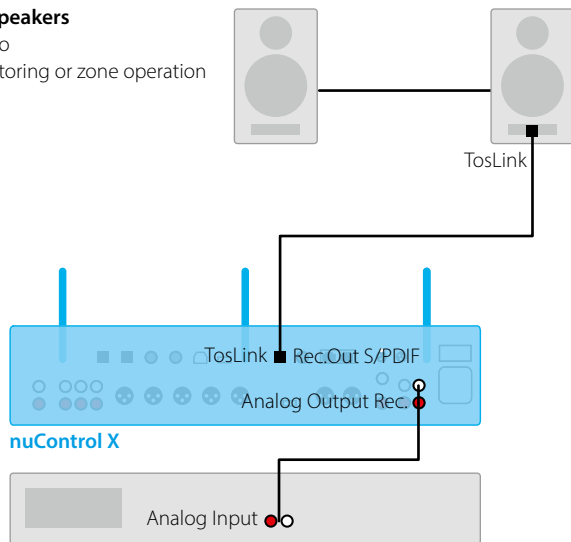 peakers
o
toring or zone operation
TosLink
TosLink Rec.Out S/PDIF
Analog Output Rec.
nuControl X
Analog Input